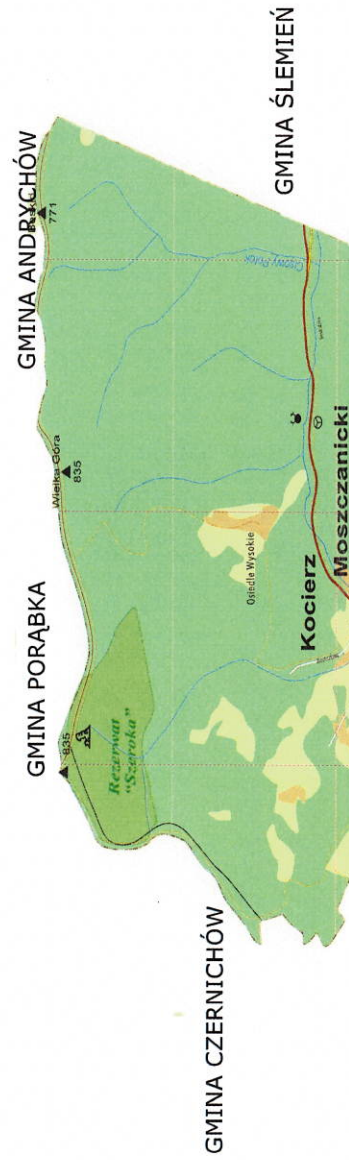 GMINA ANDRYCHÓW
771
GMINA ŚLEMIEŃ
Wielka Góra
835
GMINA PORĄBKA
835
Rezerwat
"Szeroka"
Osiedle Wysokie
Kocierz
Moszczanicki
GMINA CZERNICHÓW